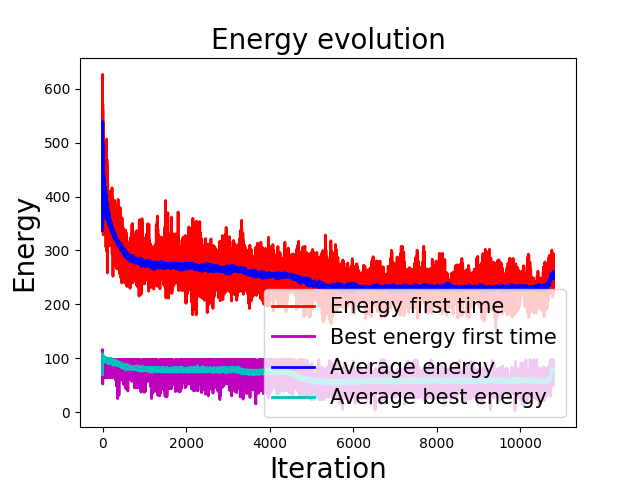 Energy evolution
Energy
600
500
400
300
200
100
0
Energy first time
Best energy first time
Average energy
Average best energy
0 2000 4000 6000 8000 10000
Iteration